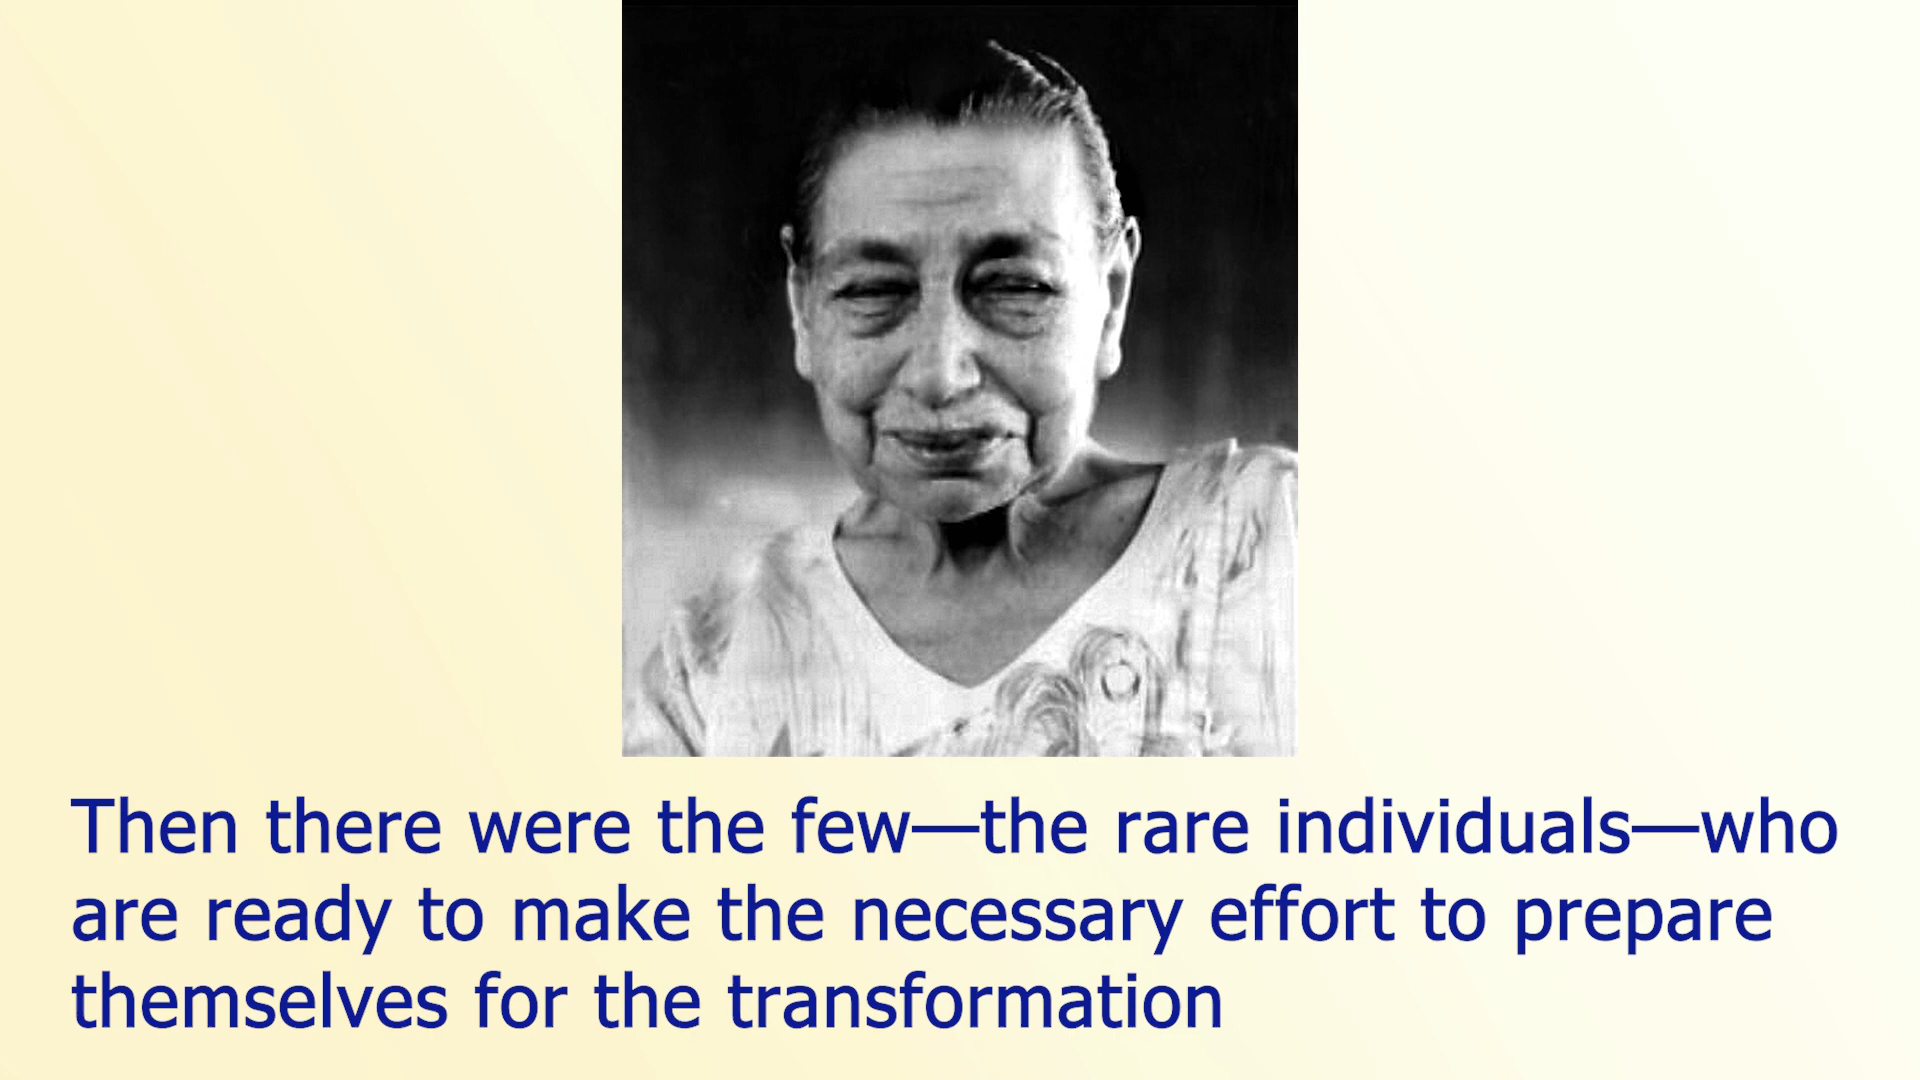 Then there were the few—the rare individuals—who
are ready to make the necessary effort to prepare
themselves for the transformation